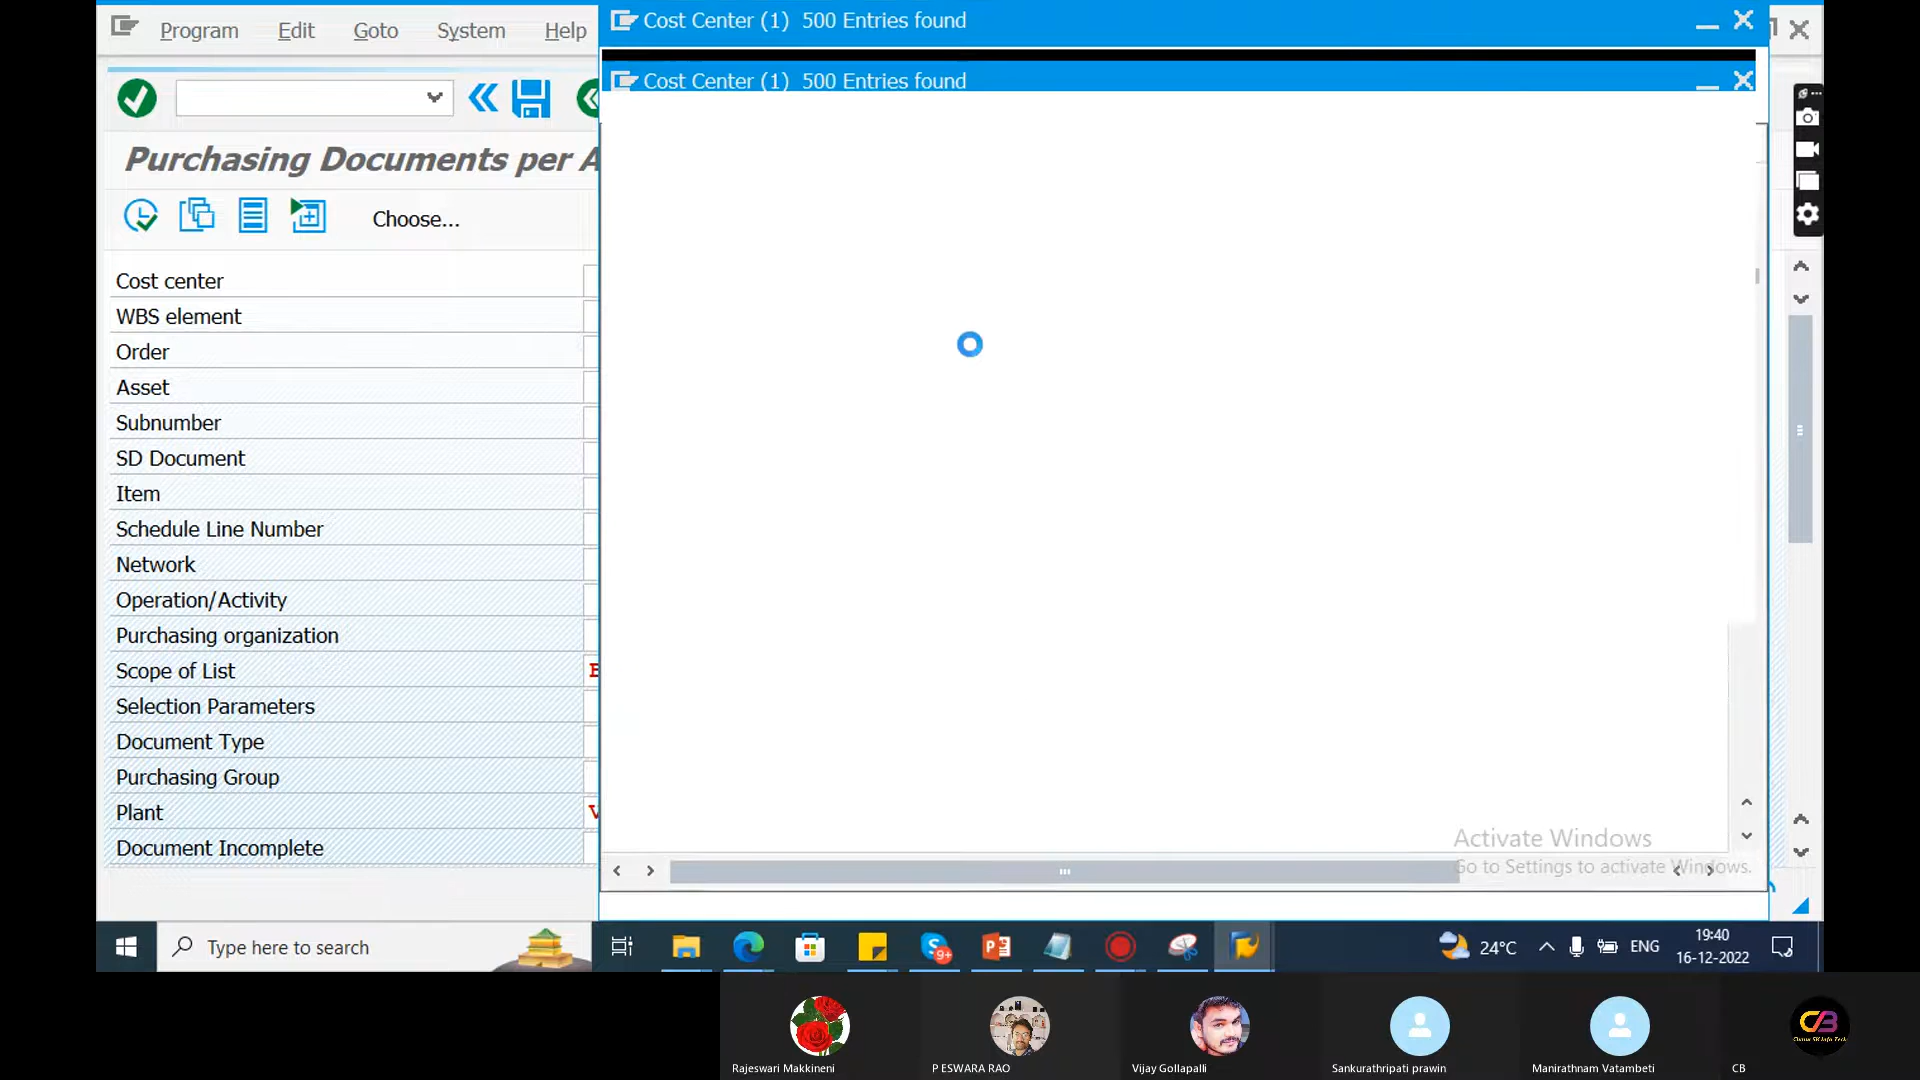 Program Edit Goto System Help
Cost Center (1) 500 Entries found
Cost Center (1) 500 Entries found
Purchasing Documents per A
Choose...
Cost center
WBS element
Order
Asset
Subnumber
SD Document
Item
Schedule Line Number
Network
Operation/Activity
Purchasing organization
Scope of List
Selection Parameters
Document Type
Purchasing Group
Plant
Document Incomplete
Activate Windows
Go to Settings to activate Windows.
Type here to search
9+
24°C
ENG
19:40
16-12-2022
Rajeswari Makkineni
P ESWARA RAO
Vijay Gollapalli
Sankurathripati prawin
Manirathnam Vatambeti
CB